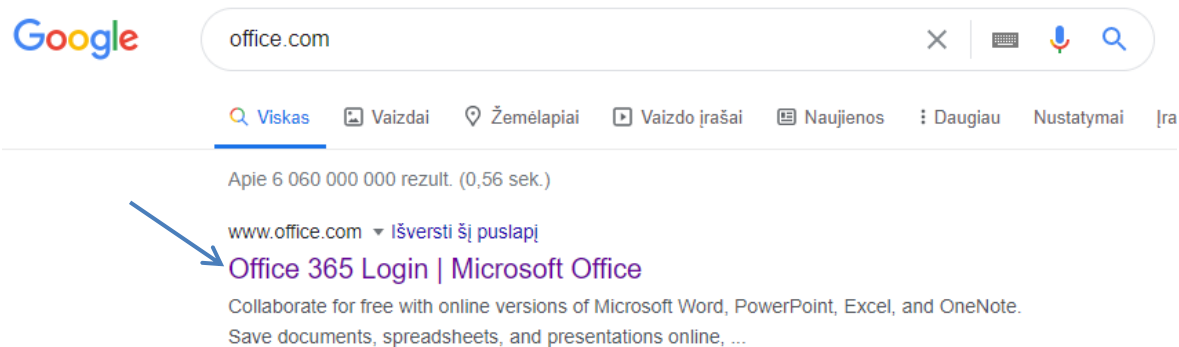 Google office.com
Viskas Vaizdai Žemėlapiai Vaizdo įrašai Naujienos Daugiau Nustatymai Įra
Apie 6 060 000 000 rezult. (0,56 sek.)
www.office.com Išversti šį puslapį
Office 365 Login | Microsoft Office
Collaborate for free with online versions of Microsoft Word, PowerPoint, Excel, and OneNote.
Save documents, spreadsheets, and presentations online, ...